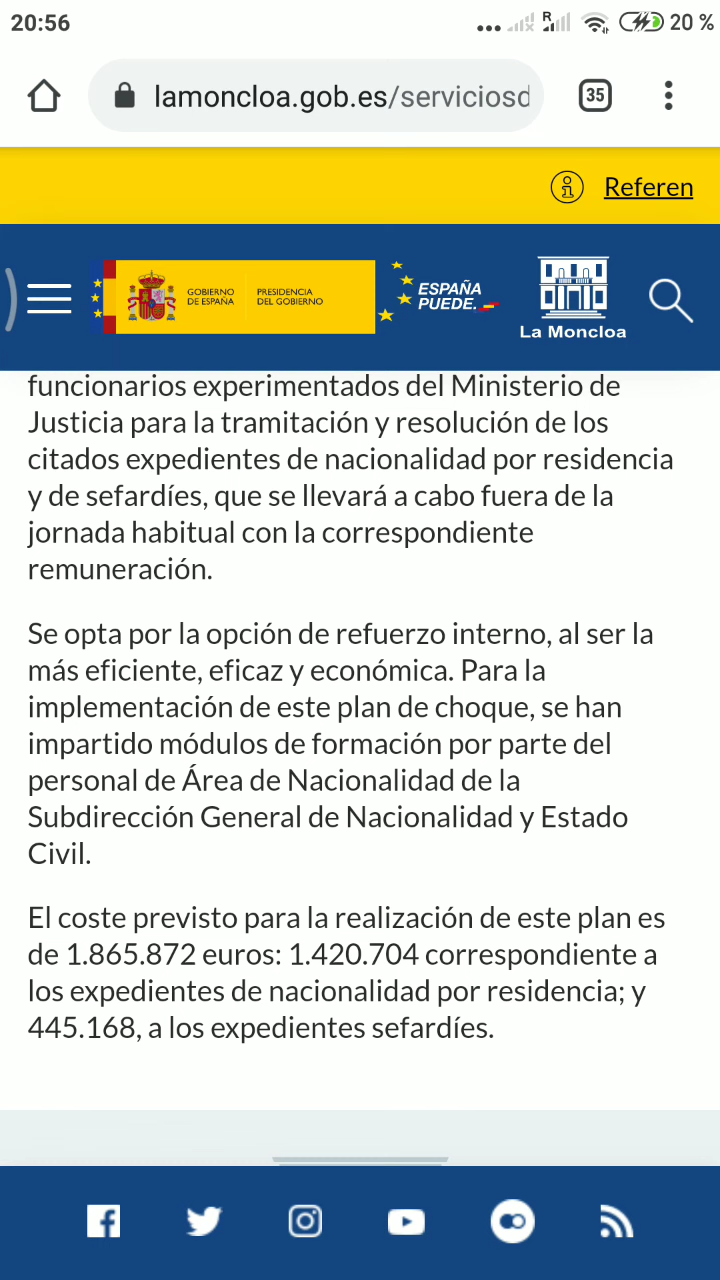 20:56
R
20 %
lamoncloa.gob.es/serviciosd
35
Referen
GOBIERNO DE ESPAÑA
PRESIDENCIA DEL GOBIERNO
ESPAÑA PUEDE.
La Moncloa
funcionarios experimentados del Ministerio de
Justicia para la tramitación y resolución de los
citados expedientes de nacionalidad por residencia
y de sefardíes, que se llevará a cabo fuera de la
jornada habitual con la correspondiente
remuneración.
Se opta por la opción de refuerzo interno, al ser la
más eficiente, eficaz y económica. Para la
implementación de este plan de choque, se han
impartido módulos de formación por parte del
personal de Área de Nacionalidad de la
Subdirección General de Nacionalidad y Estado
Civil.
El coste previsto para la realización de este plan es
de 1.865.872 euros: 1.420.704 correspondiente a
los expedientes de nacionalidad por residencia; y
445.168, a los expedientes sefardíes.